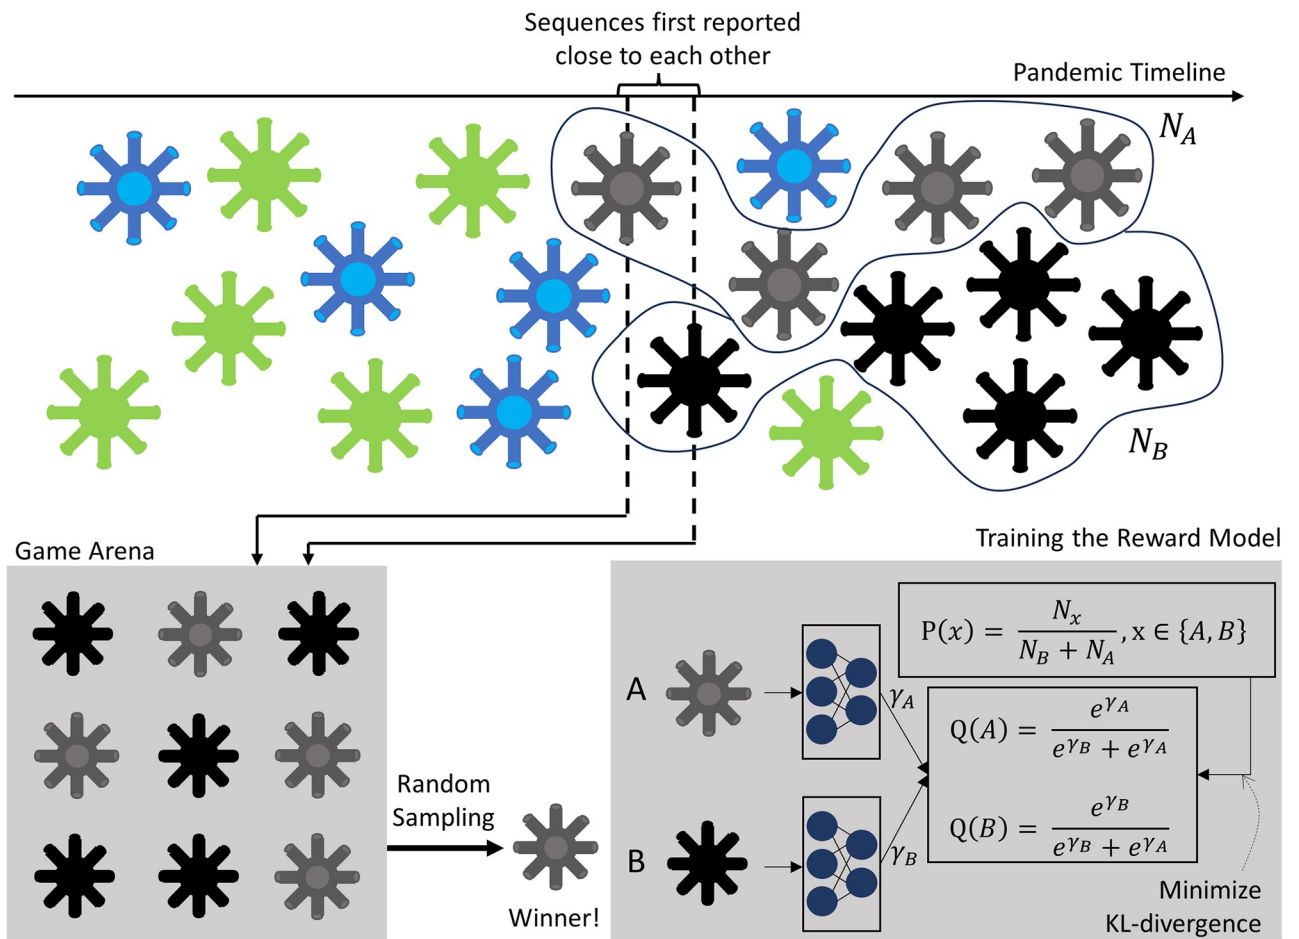 Sequences first reported
close to each other
Pandemic Timeline
N_A
N_B
Game Arena
Random
Sampling
Winner!
Training the Reward Model
P(x) = N_x / (N_B + N_A), x ∈ {A, B}
A
γ_A
Q(A) = e^{γ_A} / (e^{γ_B} + e^{γ_A})
Q(B) = e^{γ_B} / (e^{γ_B} + e^{γ_A})
B
γ_B
Minimize
KL-divergence